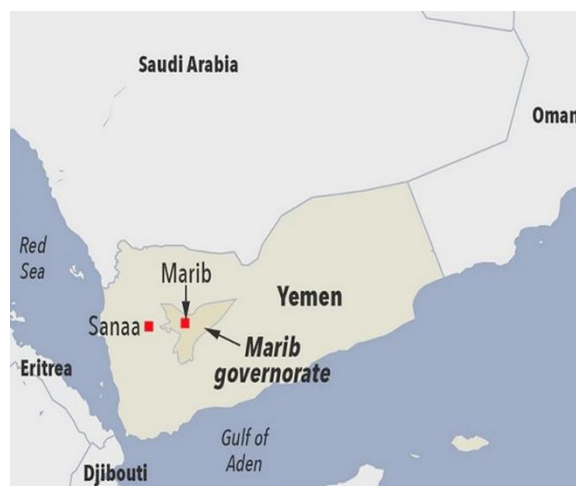 Saudi Arabia
Oman
Red
Sea
Marib
Yemen
Sanaa
Marib
governorate
Eritrea
Gulf of
Aden
Djibouti